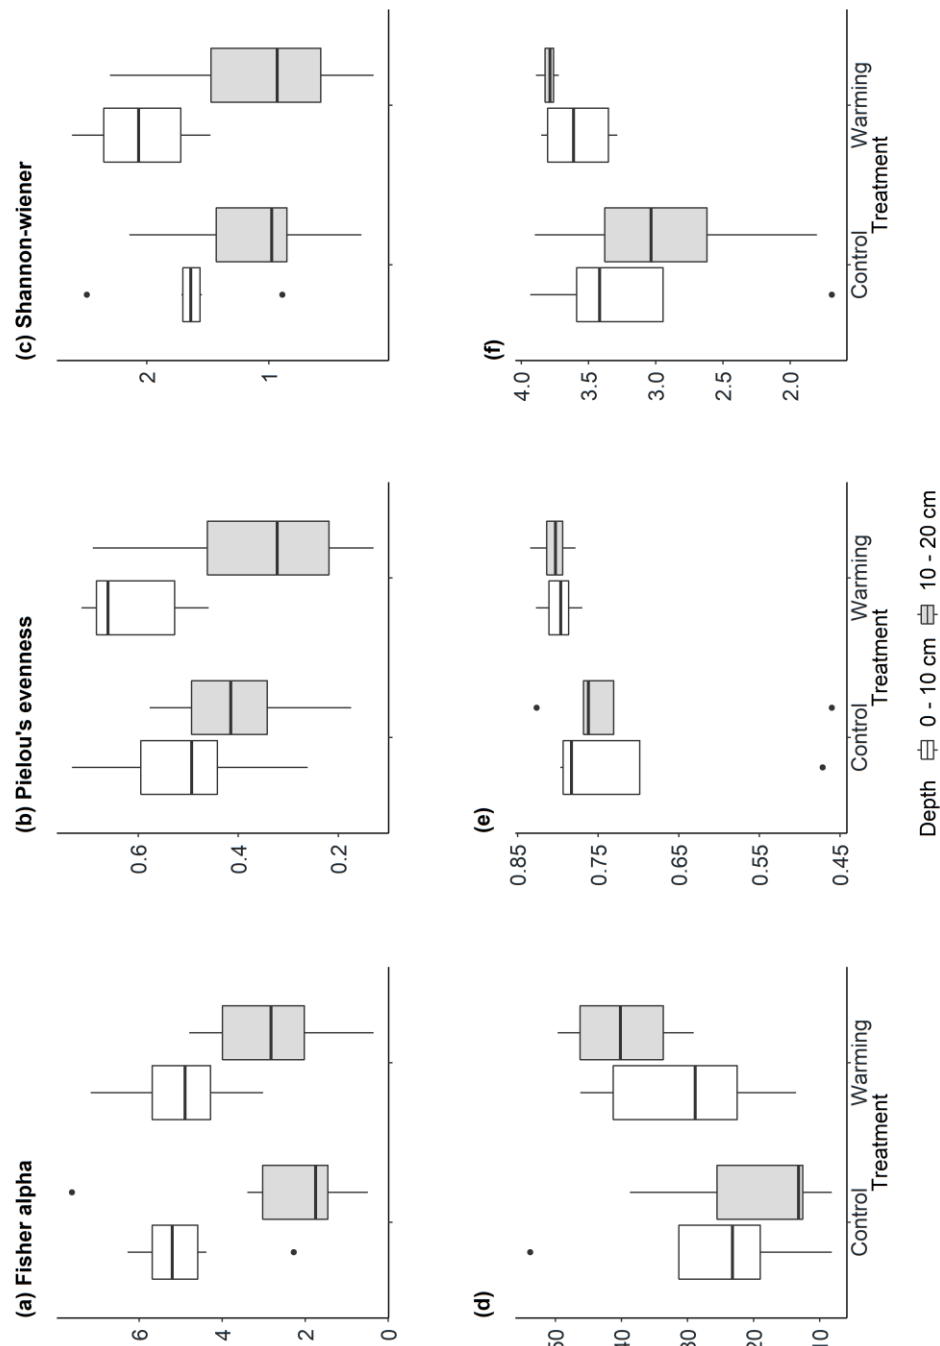 (a) Fisher alpha
6
4
2
0
(b) Pielou's evenness
0.6
0.4
0.2
(c) Shannon-wiener
2
1
(d)
50
40
30
20
10
Control Warming
Treatment
(e)
0.85
0.75
0.65
0.55
0.45
Control Warming
Treatment
(f)
4.0
3.5
3.0
2.5
2.0
Control Warming
Treatment
Depth 0 - 10 cm 10 - 20 cm